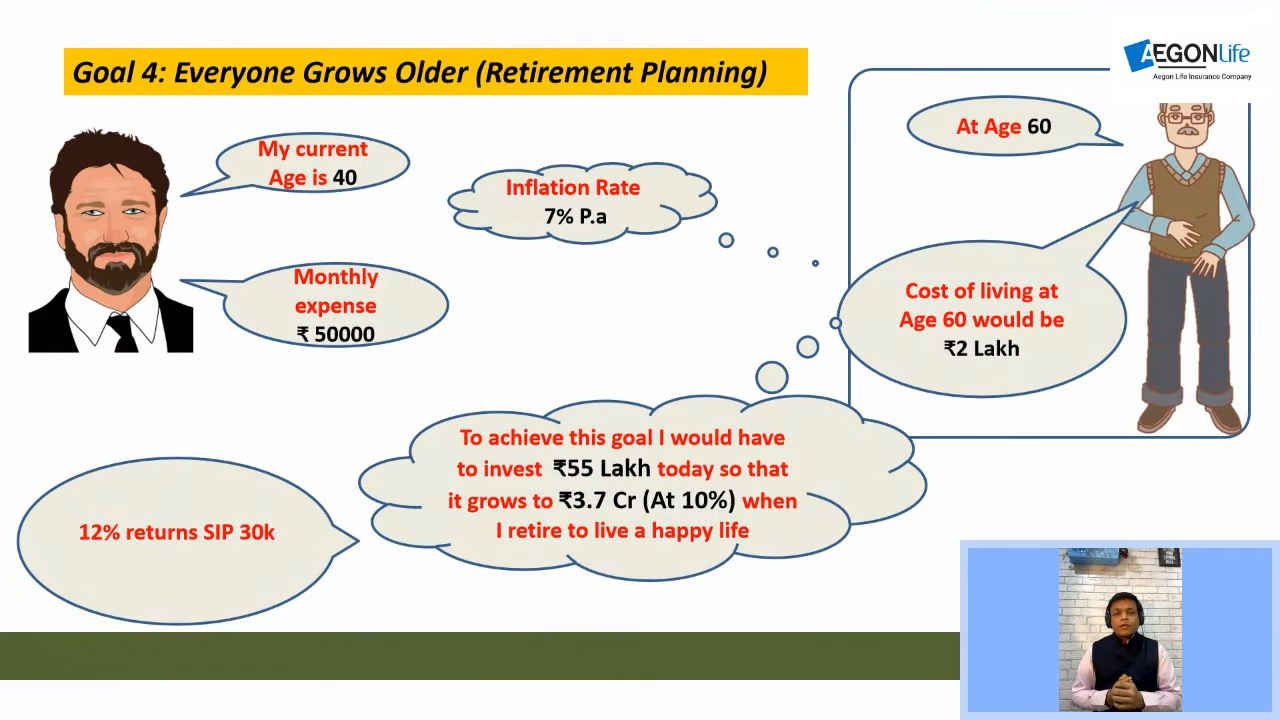 Goal 4: Everyone Grows Older (Retirement Planning)
AEGONLife
Aegon Life Insurance Company
My current
Age is 40
Inflation Rate
7% P.a
At Age 60
Monthly
expense
₹ 50000
Cost of living at
Age 60 would be
₹2 Lakh
To achieve this goal I would have
to invest ₹55 Lakh today so that
it grows to ₹3.7 Cr (At 10%) when
I retire to live a happy life
12% returns SIP 30k